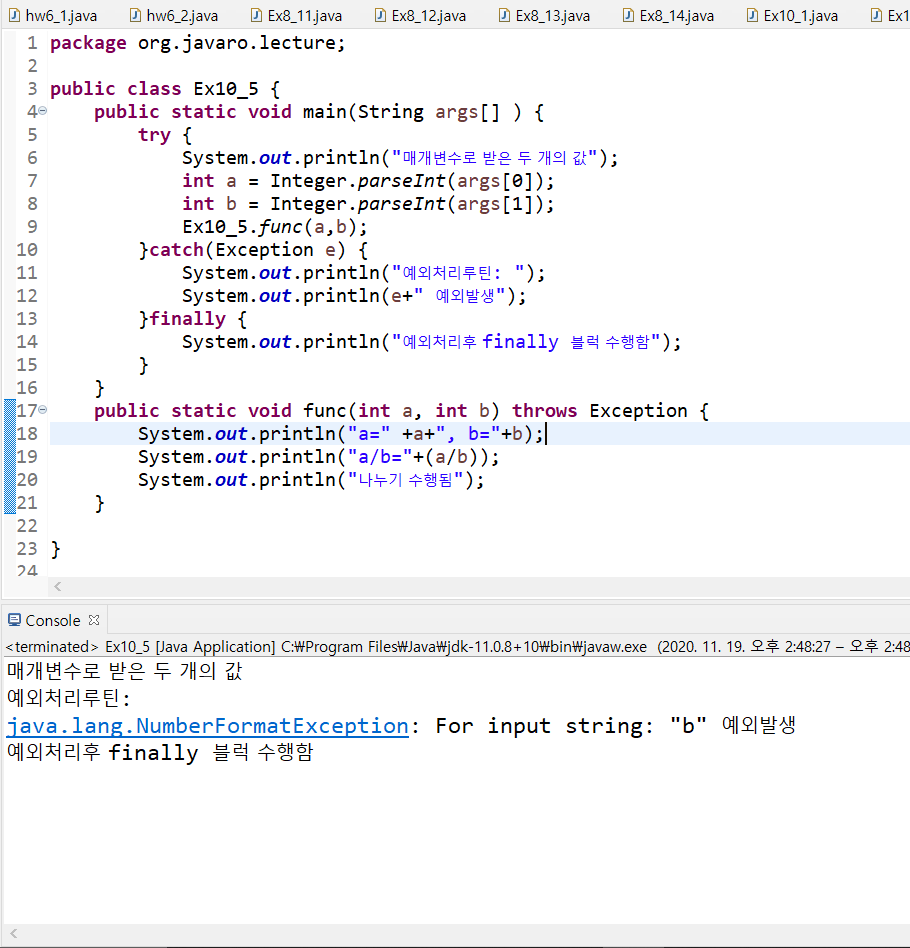 hw6_1.java hw6_2.java Ex8_11.java Ex8_12.java Ex8_13.java Ex8_14.java Ex10_1.java Ex1
1 package org.javaro.lecture;
2
3 public class Ex10_5 {
4 public static void main(String args[] ) {
5 try {
6 System.out.println("매개변수로 받은 두 개의 값");
7 int a = Integer.parseInt(args[0]);
8 int b = Integer.parseInt(args[1]);
9 Ex10_5.func(a,b);
10 }catch(Exception e) {
11 System.out.println("예외처리루틴: ");
12 System.out.println(e+" 예외발생");
13 }finally {
14 System.out.println("예외처리후 finally 블럭 수행함");
15 }
16 }
17 public static void func(int a, int b) throws Exception {
18 System.out.println("a=" +a+", b="+b);
19 System.out.println("a/b="+(a/b));
20 System.out.println("나누기 수행됨");
21 }
22
23 }
24
Console
<terminated> Ex10_5 [Java Application] C:₩Program Files₩Java₩jdk-11.0.8+10₩bin₩javaw.exe (2020. 11. 19. 오후 2:48:27 – 오후 2:48
매개변수로 받은 두 개의 값
예외처리루틴:
java.lang.NumberFormatException: For input string: "b" 예외발생
예외처리후 finally 블럭 수행함